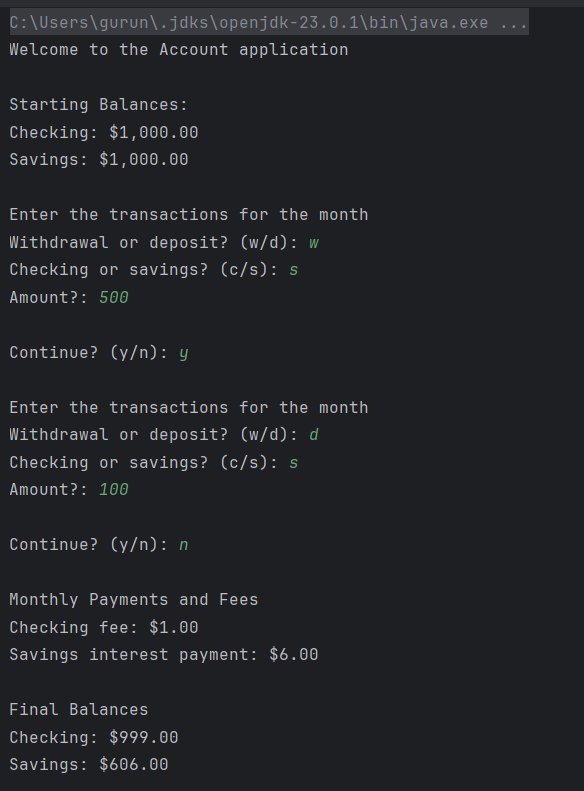 C:\Users\gurun\.jdks\openjdk-23.0.1\bin\java.exe ...
Welcome to the Account application
Starting Balances:
Checking: $1,000.00
Savings: $1,000.00
Enter the transactions for the month
Withdrawal or deposit? (w/d): w
Checking or savings? (c/s): s
Amount?: 500
Continue? (y/n): y
Enter the transactions for the month
Withdrawal or deposit? (w/d): d
Checking or savings? (c/s): s
Amount?: 100
Continue? (y/n): n
Monthly Payments and Fees
Checking fee: $1.00
Savings interest payment: $6.00
Final Balances
Checking: $999.00
Savings: $606.00